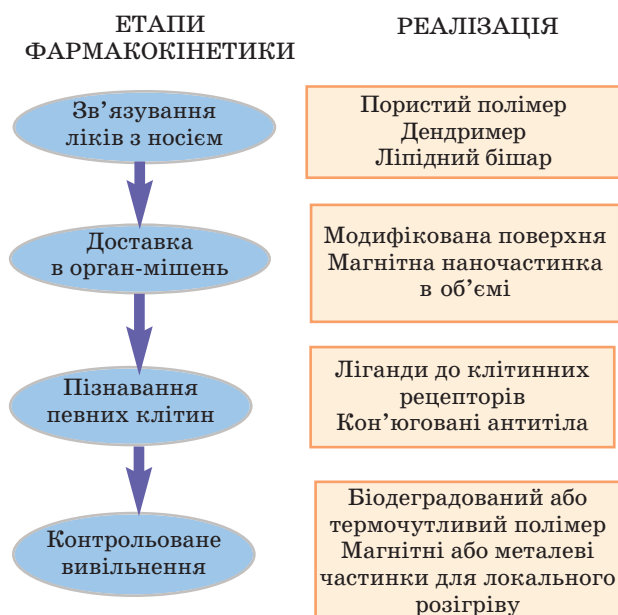 ЕТАПИ
ФАРМАКОКІНЕТИКИ
РЕАЛІЗАЦІЯ
Зв’язування
ліків з носієм
Пористий полімер
Дендример
Ліпідний бішар
Доставка
в орган-мішень
Модифікована поверхня
Магнітна наночастинка
в об’ємі
Пізнавання
певних клітин
Ліганди до клітинних
рецепторів
Кон’юговані антитіла
Контрольоване
вивільнення
Біодеградований або
термочутливий полімер
Магнітні або металеві
частинки для локального
розігріву